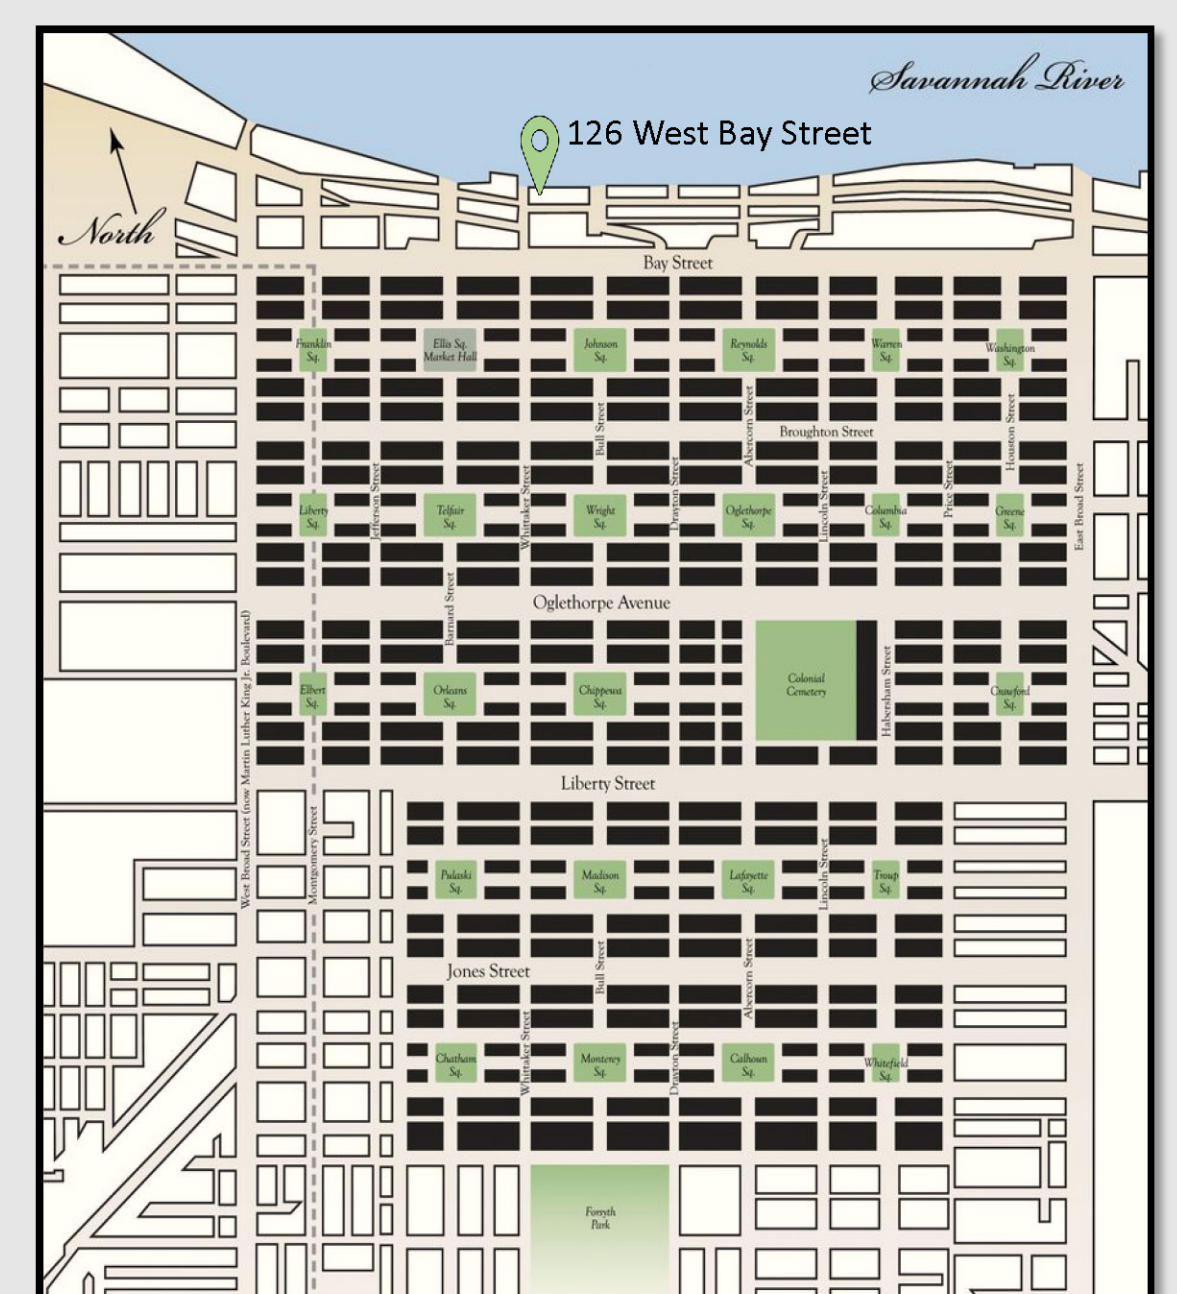 Savannah River
126 West Bay Street
North
Bay Street
Franklin
Sq.
Ellis Sq.
Market Hall
Johnson
Sq.
Reynolds
Sq.
Warren
Sq.
Washington
Sq.
Bull Street
Abercorn Street
Houston Street
Broughton Street
Jefferson Street
Whittaker Street
Drayton Street
Lincoln Street
Price Street
East Broad Street
Liberty
Sq.
Telfair
Sq.
Wright
Sq.
Oglethorpe
Sq.
Columbia
Sq.
Greene
Sq.
Barnard Street
Oglethorpe Avenue
West Broad Street (now Martin Luther King Jr. Boulevard)
Elbert
Sq.
Orleans
Sq.
Chippewa
Sq.
Colonial
Cemetery
Habersham Street
Crawford
Sq.
Liberty Street
Montgomery Street
Pulaski
Sq.
Madison
Sq.
Lafayette
Sq.
Lincoln Street
Troup
Sq.
Jones Street
Bull Street
Abercorn Street
Whittaker Street
Drayton Street
Chatham
Sq.
Monterey
Sq.
Calhoun
Sq.
Whitefield
Sq.
Forsyth
Park